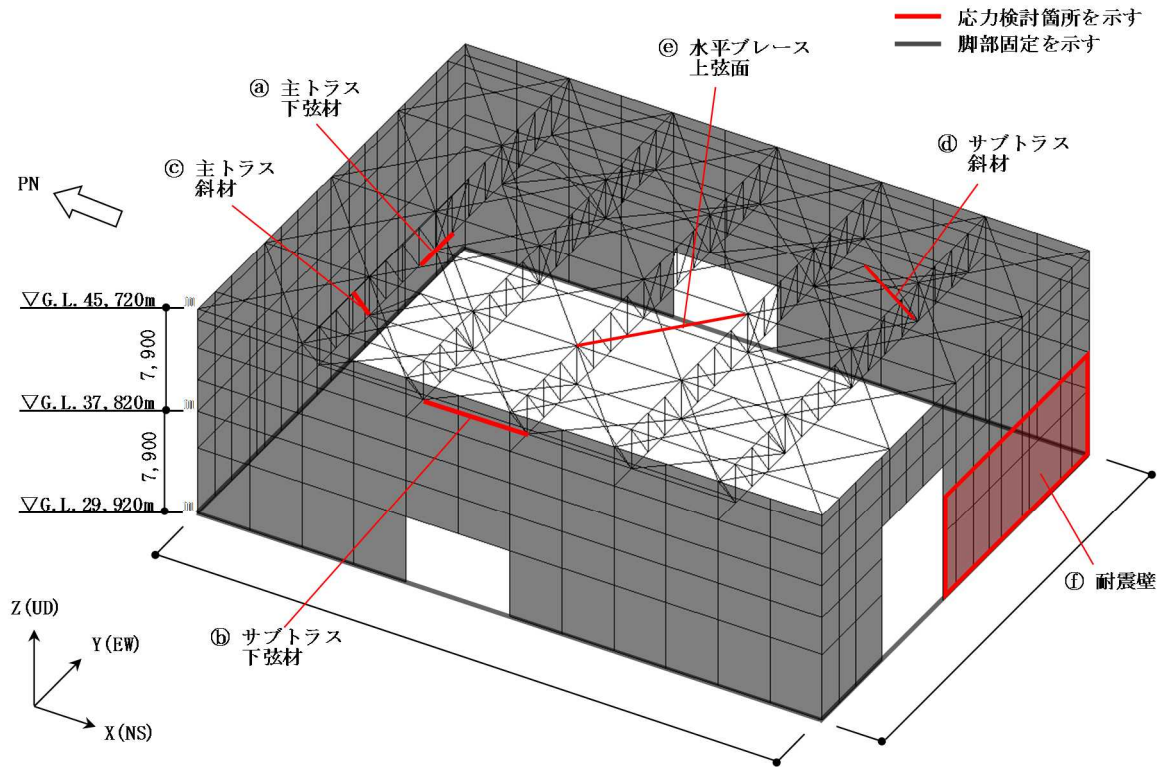 応力検討箇所を示す
脚部固定を示す
ⓔ 水平ブレース
上弦面
ⓐ 主トラス
下弦材
ⓓ サブトラス
斜材
ⓒ 主トラス
斜材
PN
▽G.L.45,720m
7,900
▽G.L.37,820m
7,900
▽G.L.29,920m
ⓕ 耐震壁
Z(UD)
Y(EW)
X(NS)
ⓑ サブトラス
下弦材